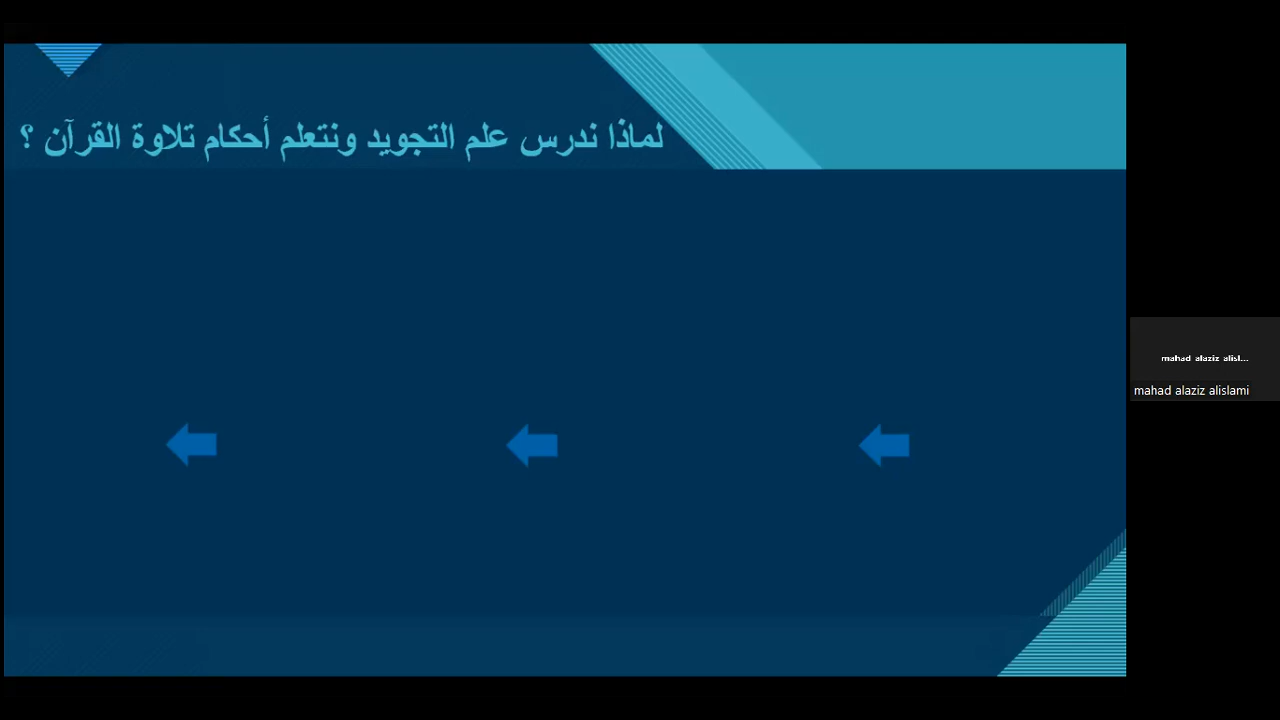 لماذا ندرس علم التجويد ونتعلم أحكام تلاوة القرآن ؟
mahad alaziz alisl...
mahad alaziz alislami